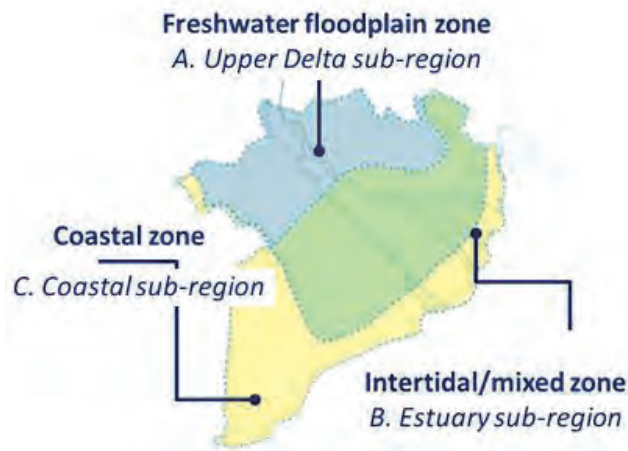 Freshwater floodplain zone
A. Upper Delta sub-region
Coastal zone
C. Coastal sub-region
Intertidal/mixed zone
B. Estuary sub-region